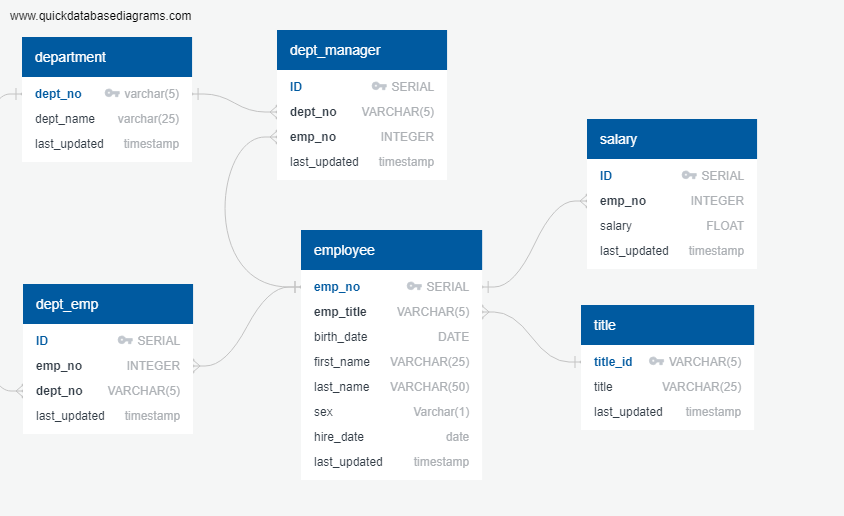 www.quickdatabasediagrams.com
department
dept_no varchar(5)
dept_name varchar(25)
last_updated timestamp
dept_manager
ID SERIAL
dept_no VARCHAR(5)
emp_no INTEGER
last_updated timestamp
salary
ID SERIAL
emp_no INTEGER
salary FLOAT
last_updated timestamp
employee
emp_no SERIAL
emp_title VARCHAR(5)
birth_date DATE
first_name VARCHAR(25)
last_name VARCHAR(50)
sex Varchar(1)
hire_date date
last_updated timestamp
dept_emp
ID SERIAL
emp_no INTEGER
dept_no VARCHAR(5)
last_updated timestamp
title
title_id VARCHAR(5)
title VARCHAR(25)
last_updated timestamp